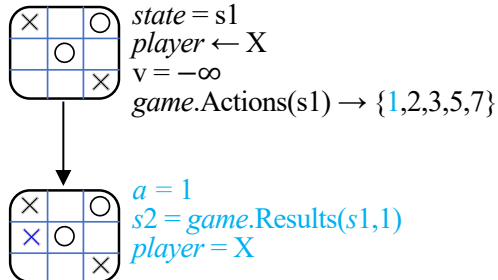 state = s1
player ← X
v = −∞
game.Actions(s1) → {1,2,3,5,7}
X O
O
X
a = 1
s2 = game.Results(s1,1)
player = X
X O
X O
X